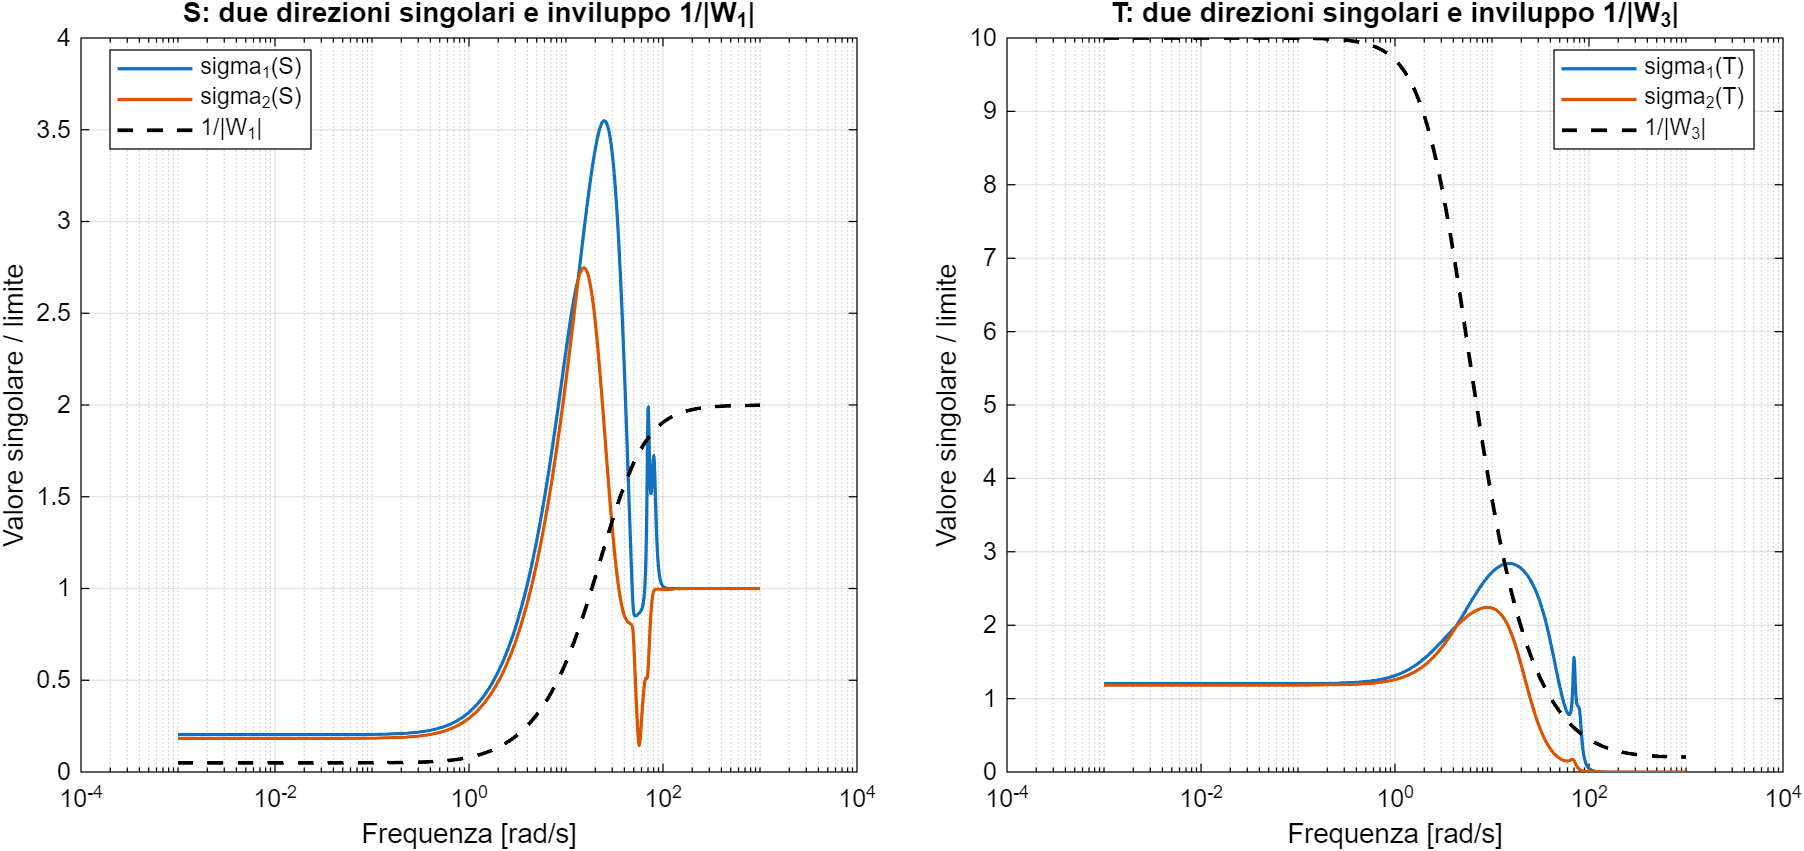 S: due direzioni singolari e inviluppo 1/|W1|
4
3.5
3
2.5
2
1.5
1
0.5
0
Valore singolare / limite
sigma1(S)
sigma2(S)
1/|W1|
10-4
10-2
100
102
104
Frequenza [rad/s]
T: due direzioni singolari e inviluppo 1/|W3|
10
9
8
7
6
5
4
3
2
1
0
Valore singolare / limite
sigma1(T)
sigma2(T)
1/|W3|
10-4
10-2
100
102
104
Frequenza [rad/s]